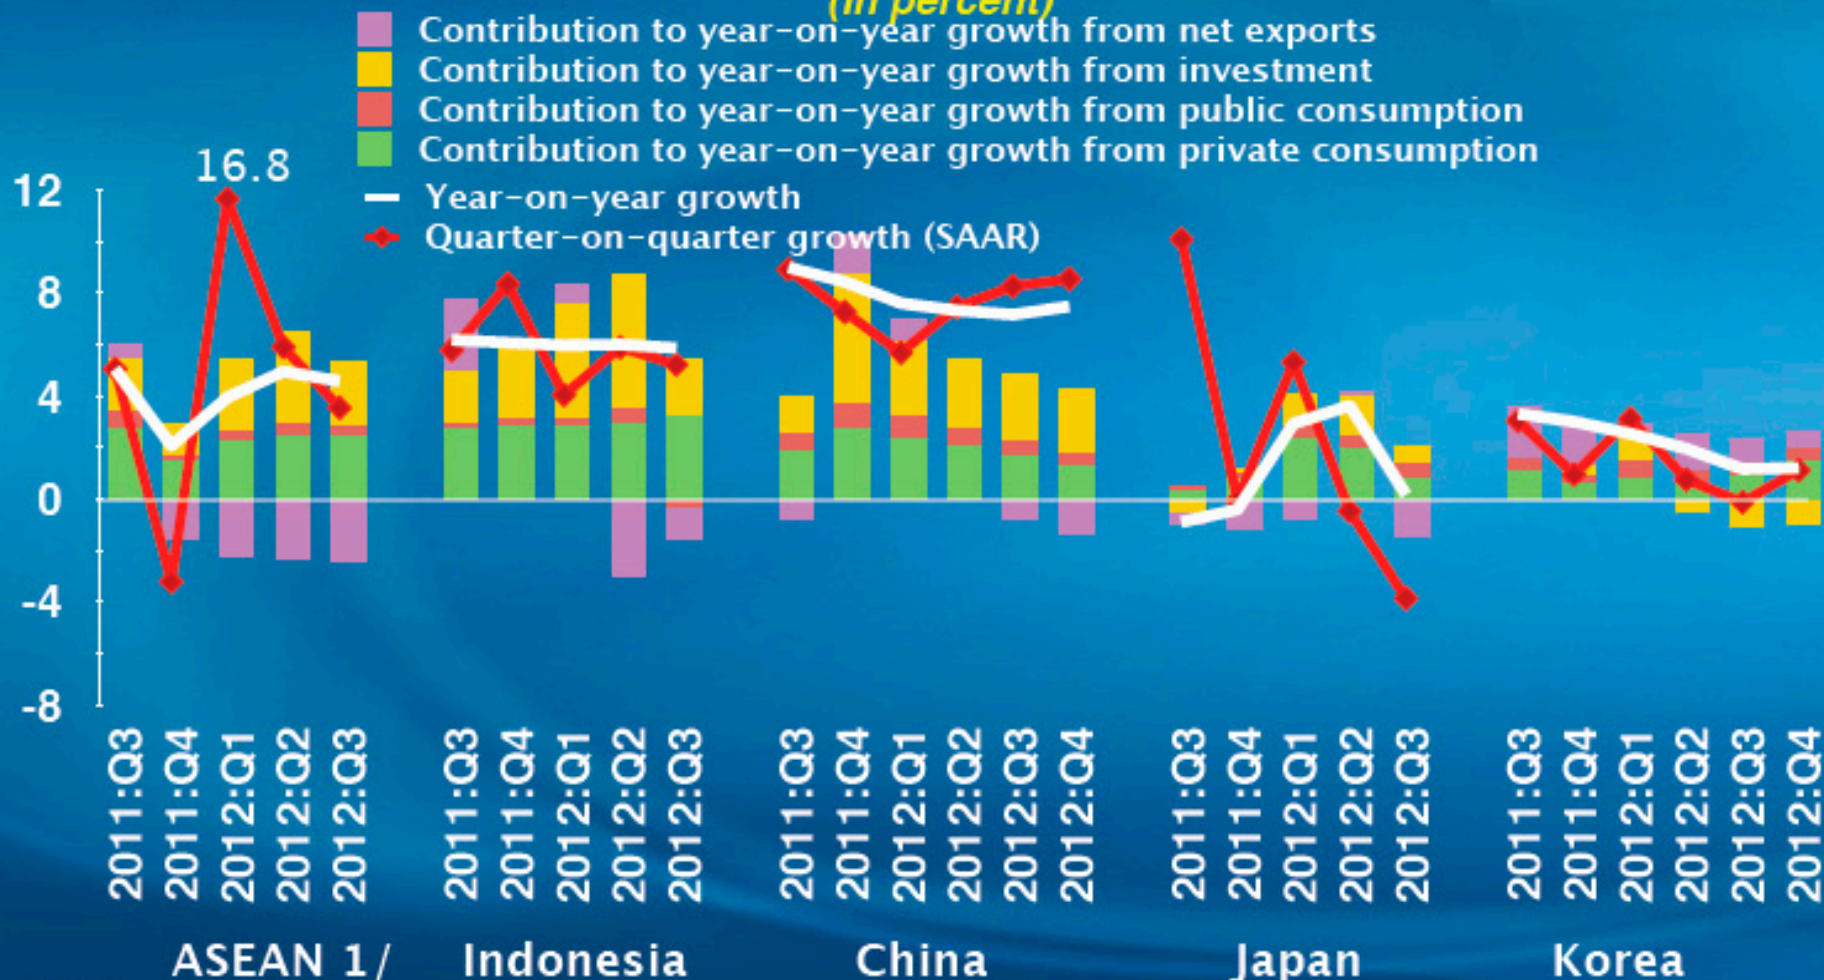 (in percent)
Contribution to year-on-year growth from net exports
Contribution to year-on-year growth from investment
Contribution to year-on-year growth from public consumption
Contribution to year-on-year growth from private consumption
Year-on-year growth
Quarter-on-quarter growth (SAAR)
16.8
12
8
4
0
-4
-8
2011:Q3
2011:Q4
2012:Q1
2012:Q2
2012:Q3
2011:Q3
2011:Q4
2012:Q1
2012:Q2
2012:Q3
2011:Q3
2011:Q4
2012:Q1
2012:Q2
2012:Q3
2012:Q4
2011:Q3
2011:Q4
2012:Q1
2012:Q2
2012:Q3
2011:Q3
2011:Q4
2012:Q1
2012:Q2
2012:Q3
2012:Q4
ASEAN 1/ Indonesia China Japan Korea